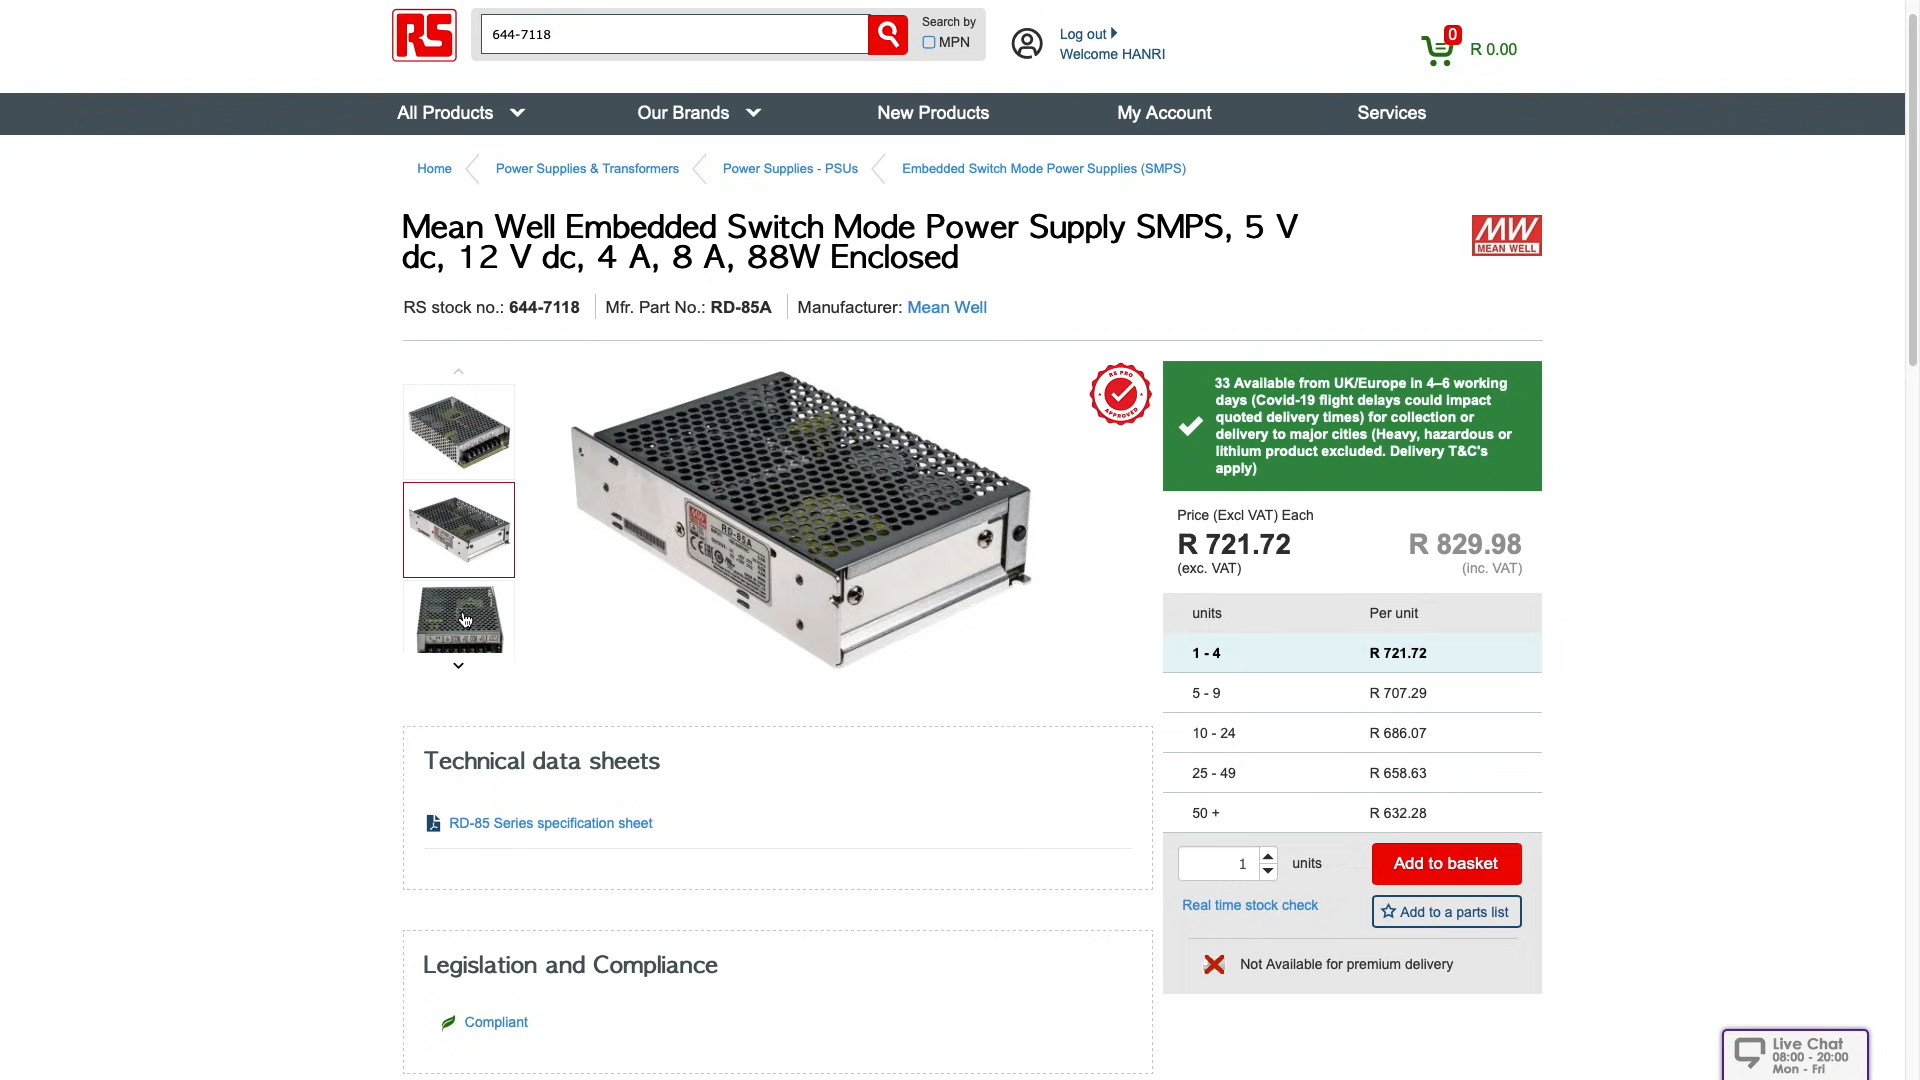 RS
644-7118
Search by
MPN
Log out
Welcome HANRI
0
R 0.00
All Products
Our Brands
New Products
My Account
Services
Home
Power Supplies & Transformers
Power Supplies - PSUs
Embedded Switch Mode Power Supplies (SMPS)
Mean Well Embedded Switch Mode Power Supply SMPS, 5 V
dc, 12 V dc, 4 A, 8 A, 88W Enclosed
MW
MEAN WELL
RS stock no.: 644-7118
Mfr. Part No.: RD-85A
Manufacturer: Mean Well
RS PRO
APPROVED
RD-85A
33 Available from UK/Europe in 4–6 working
days (Covid-19 flight delays could impact
quoted delivery times) for collection or
delivery to major cities (Heavy, hazardous or
lithium product excluded. Delivery T&C's
apply)
Price (Excl VAT) Each
R 721.72
R 829.98
(exc. VAT)
(inc. VAT)
units
Per unit
1 - 4
R 721.72
5 - 9
R 707.29
10 - 24
R 686.07
25 - 49
R 658.63
50 +
R 632.28
1
units
Add to basket
Real time stock check
Add to a parts list
Not Available for premium delivery
Technical data sheets
RD-85 Series specification sheet
Legislation and Compliance
Compliant
Live Chat
08:00 - 20:00
Mon - Fri